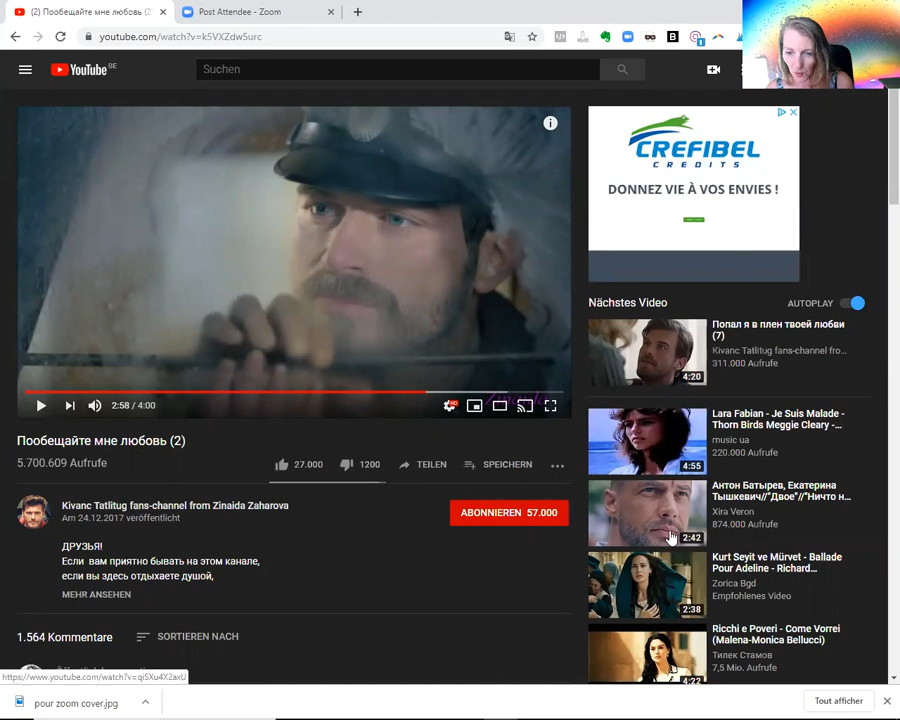 (2) Пообещайте мне любовь (2
Post Attendee - Zoom
youtube.com/watch?v=k5VXZdw5urc
YouTube BE
Suchen
CREFIBEL
CREDITS
DONNEZ VIE À VOS ENVIES !
2:58 / 4:00
Пообещайте мне любовь (2)
5.700.609 Aufrufe
27.000
1200
TEILEN
SPEICHERN
Kivanc Tatlitug fans-channel from Zinaida Zaharova
Am 24.12.2017 veröffentlicht
ABONNIEREN 57.000
ДРУЗЬЯ!
Если вам приятно бывать на этом канале,
если вы здесь отдыхаете душой,
MEHR ANSEHEN
1.564 Kommentare
SORTIEREN NACH
Nächstes Video
AUTOPLAY
Попал я в плен твоей любви
(7)
Kivanc Tatlitug fans-channel fro...
311.000 Aufrufe
4:20
Lara Fabian - Je Suis Malade -
Thorn Birds Meggie Cleary -...
music ua
220.000 Aufrufe
4:55
Антон Батырев, Екатерина
Тышкевич//"Двое"//"Ничто н...
Xira Veron
874.000 Aufrufe
2:42
Kurt Seyit ve Mürvet - Ballade
Pour Adeline - Richard...
Zorica Bgd
Empfohlenes Video
2:38
Ricchi e Poveri - Come Vorrei
(Malena-Monica Bellucci)
Тилек Стамов
7,5 Mio. Aufrufe
4:22
https://www.youtube.com/watch?v=qiSXu4X2axU
pour zoom cover.jpg
Tout afficher